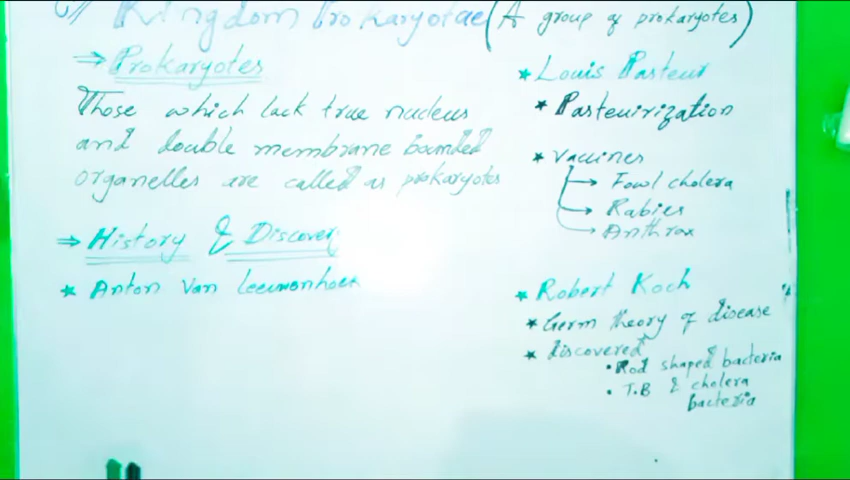 Kingdom Prokaryotae (A group of prokaryotes)
⇒ Prokaryotes
Those which lack true nucleus
and double membrane bounded
organelles are called as prokaryotes
⇒ History & Discovery
* Anton Van Leeuwenhoek
* Louis Pasteur
* Pasteurization
* Vaccines
→ Fowl cholera
→ Rabies
→ Anthrax
* Robert Koch
* Germ theory of disease
* discovered
• Rod shaped bacteria
• T.B & cholera
bacteria